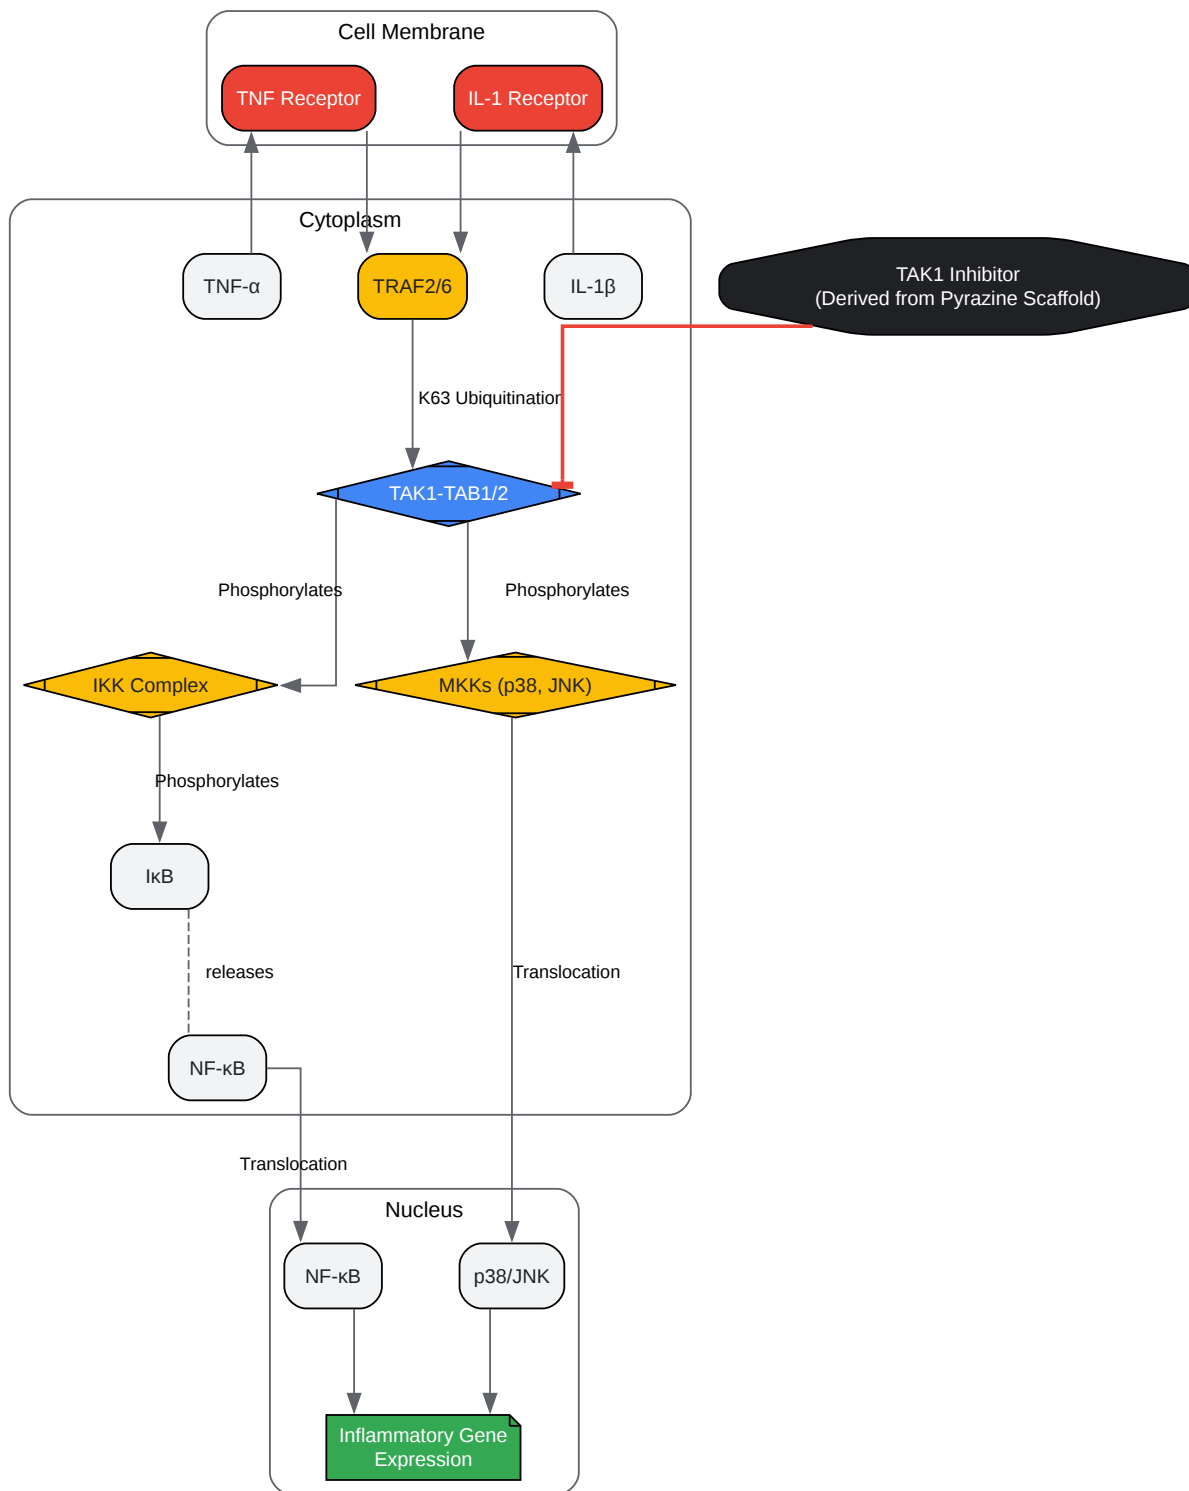 Cell Membrane
TNF Receptor
IL-1 Receptor
Cytoplasm
TNF-α
TRAF2/6
IL-1β
TAK1 Inhibitor
(Derived from Pyrazine Scaffold)
K63 Ubiquitination
TAK1-TAB1/2
Phosphorylates
Phosphorylates
IKK Complex
MKKs (p38, JNK)
Phosphorylates
IκB
releases
Translocation
NF-κB
Translocation
Nucleus
NF-κB
p38/JNK
Inflammatory Gene
Expression